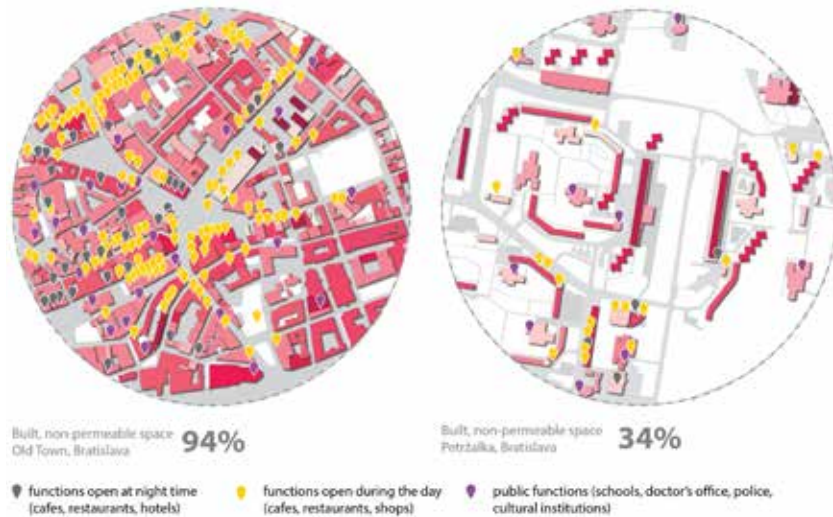 Built, non-permeable space
Old Town, Bratislava
94%
Built, non-permeable space
Petržalka, Bratislava
34%
functions open at night time
(cafes, restaurants, hotels)
functions open during the day
(cafes, restaurants, shops)
public functions (schools, doctor's office, police,
cultural institutions)